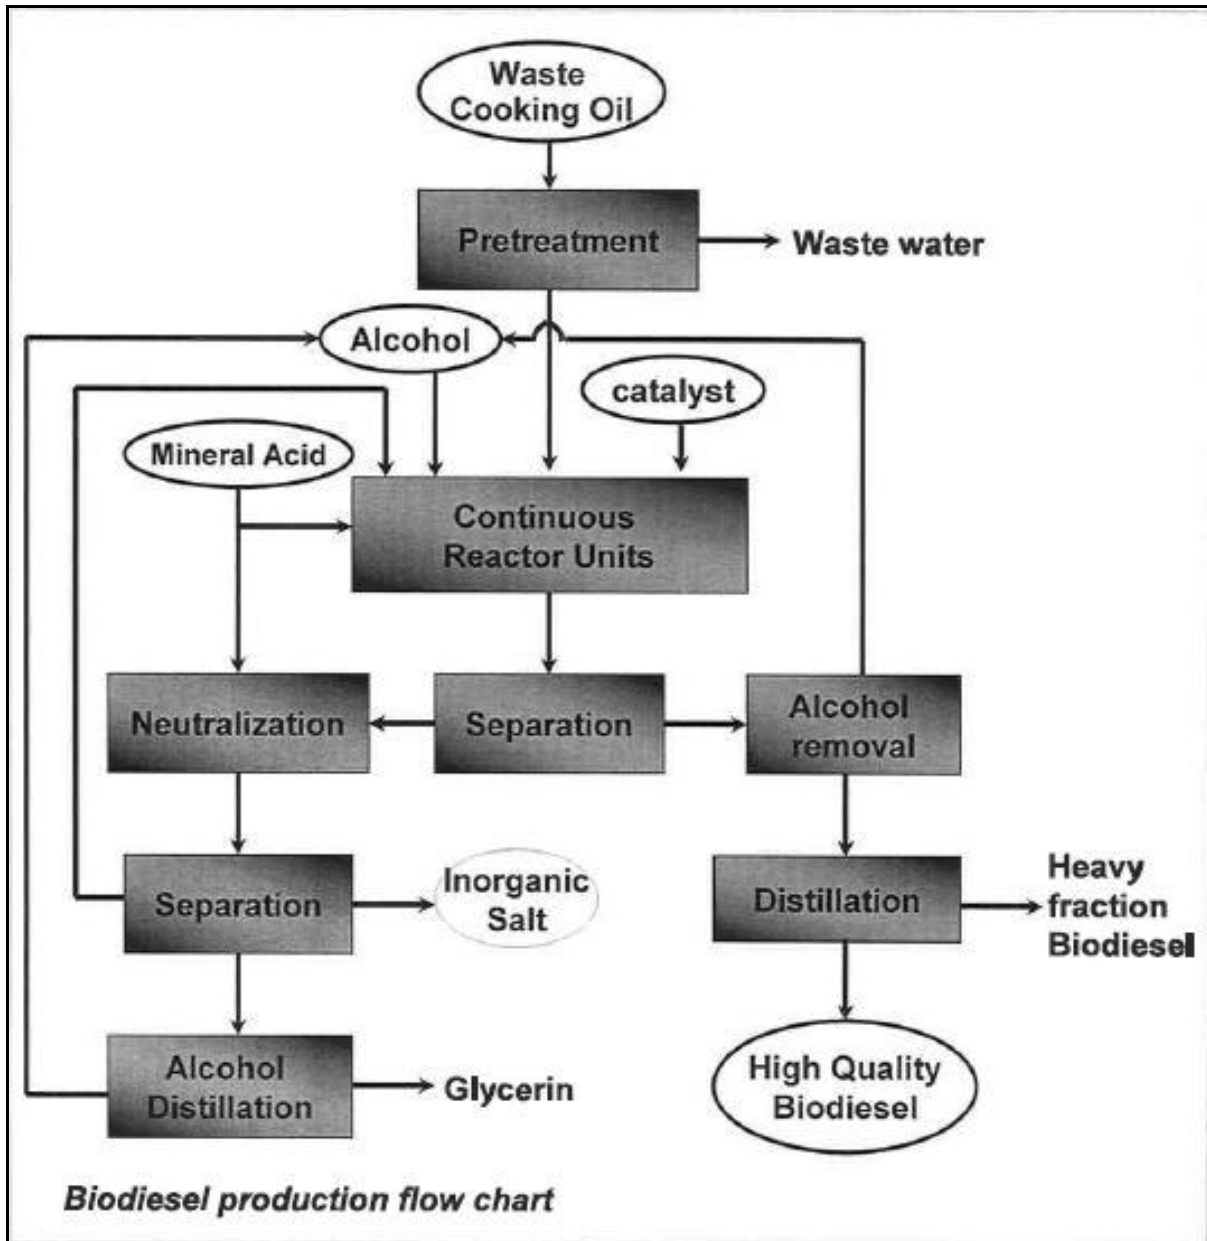 Waste
Cooking Oil
Pretreatment
Waste water
Alcohol
catalyst
Mineral Acid
Continuous
Reactor Units
Neutralization
Separation
Alcohol
removal
Separation
Inorganic
Salt
Distillation
Heavy
fraction
Biodiesel
Alcohol
Distillation
Glycerin
High Quality
Biodiesel
Biodiesel production flow chart